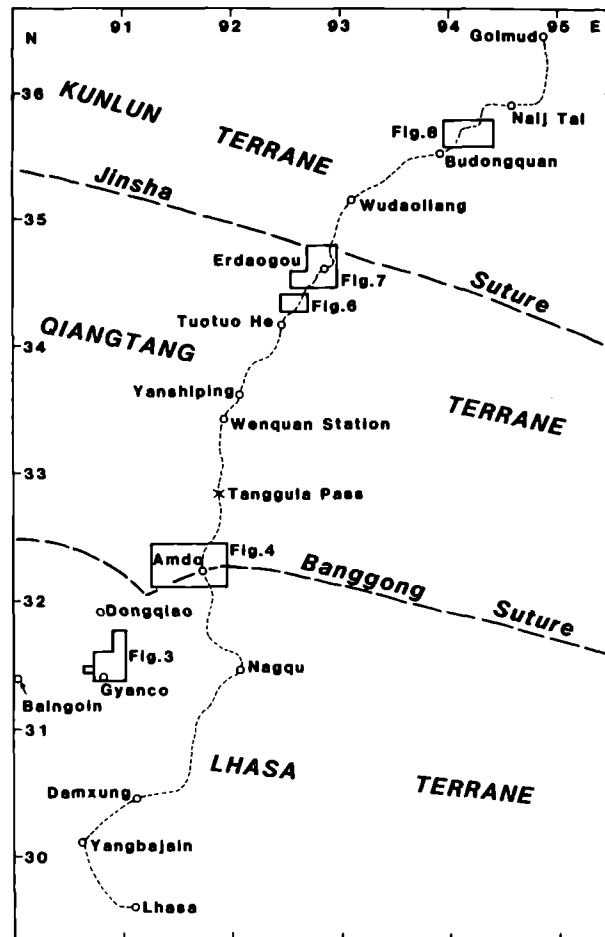 91 92 93 94 95
N E
Golmud
36
KUNLUN TERRANE
Naij Tal
Fig.8
Budongquan
Jinsha Suture
35
Wudaoliang
Erdaogou
Fig.7
Fig.6
Tuotuo He
34
QIANGTANG TERRANE
Yanshiping
Wenquan Station
33
Tanggula Pass
Amdo
Fig.4
Banggong Suture
32
Dongqiao
Fig.3
Gyanco
Nagqu
Baingoin
31
LHASA TERRANE
Damxung
30
Yangbajain
Lhasa